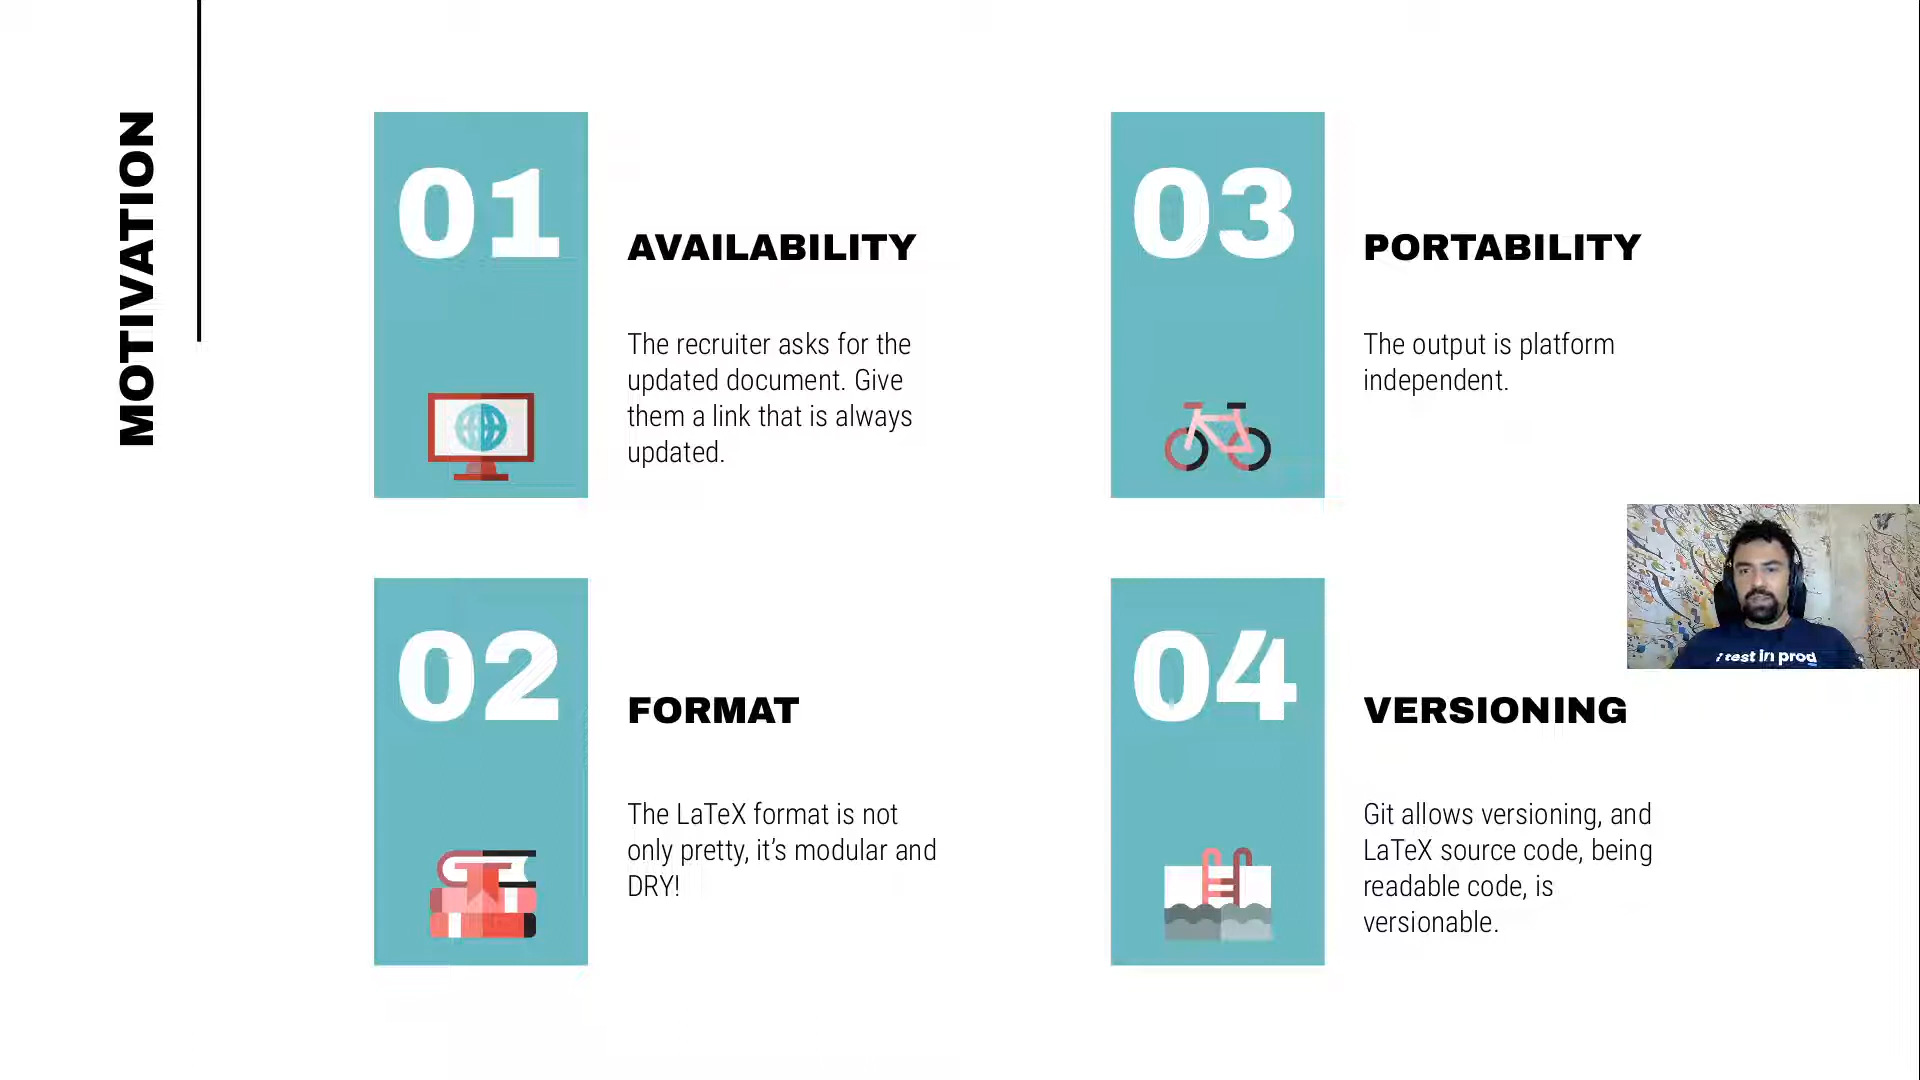 MOTIVATION
01
AVAILABILITY
The recruiter asks for the
updated document. Give
them a link that is always
updated.
02
FORMAT
The LaTeX format is not
only pretty, it's modular and
DRY!
03
PORTABILITY
The output is platform
independent.
04
VERSIONING
Git allows versioning, and
LaTeX source code, being
readable code, is
versionable.
i test in prod